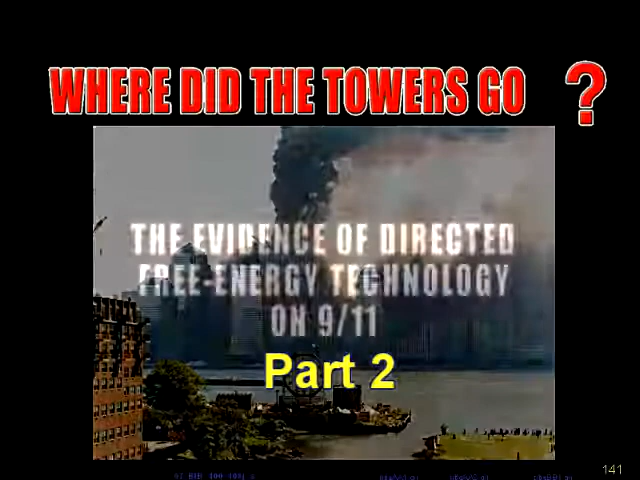 WHERE DID THE TOWERS GO ?
THE EVIDENCE OF DIRECTED
FREE-ENERGY TECHNOLOGY
ON 9/11
Part 2
141